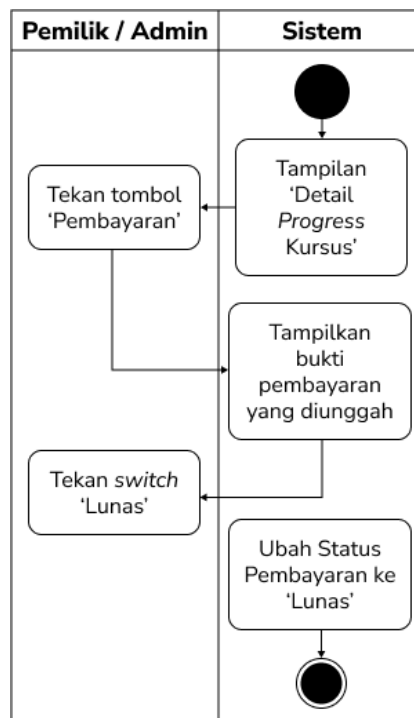 Pemilik / Admin
Sistem
Tampilan
‘Detail
Progress
Kursus’
Tekan tombol
‘Pembayaran’
Tampilkan
bukti
pembayaran
yang diunggah
Tekan switch
‘Lunas’
Ubah Status
Pembayaran ke
‘Lunas’